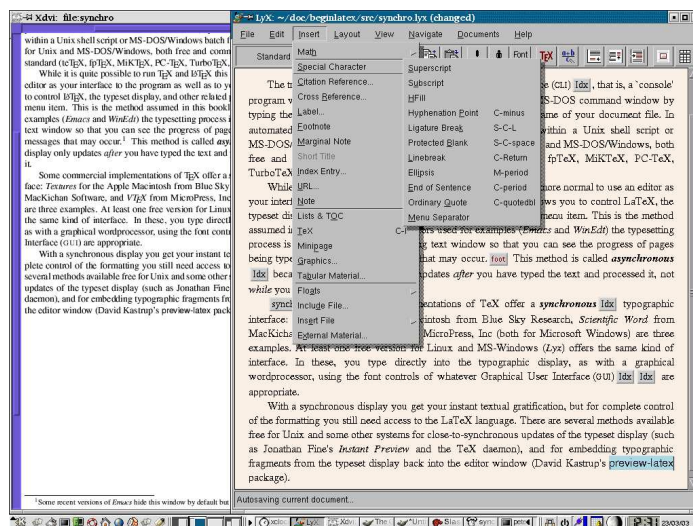 Xdvi: file:synchro
within a Unix shell script or MS-DOS/Windows batch f
for Unix and MS-DOS/Windows, both free and comm
standard (teTEX, fpTEX, MiKTEX, PC-TEX, TurboTEX,
While it is quite possible to run TEX and LATEX this
editor as your interface to the program as well as to yo
to control LATEX, the typeset display, and other related p
menu item. This is the method assumed in this bookl
examples (Emacs and WinEdt) the typesetting process i
text window so that you can see the progress of page
messages that may occur.1 This method is called asy
display only updates after you have typed the text and
it.
Some commercial implementations of TEX offer a s
face: Textures for the Apple Macintosh from Blue Sky
MacKichan Software, and VTEX from MicroPress, Inc
are three examples. At least one free version for Linux
the same kind of interface. In these, you type direct
as with a graphical wordprocessor, using the font cont
Interface (GUI) are appropriate.
With a synchronous display you get your instant te
plete control of the formatting you still need access to
several methods available free for Unix and some other s
updates of the typeset display (such as Jonathan Fine
daemon), and for embedding typographic fragments fro
the editor window (David Kastrup's preview-latex pack
1Some recent versions of Emacs hide this window by default but
LyX: ~/doc/beginlatex/src/synchro.lyx (changed)
File Edit Insert Layout View Navigate Documents Help
Standard
Font TEX
Math
Special Character
Citation Reference...
Cross Reference...
Label...
Footnote
Marginal Note
Short Title
Index Entry...
URL...
Note
Lists & TOC
TeX C-l
Minipage
Graphics...
Tabular Material...
Floats
Include File...
Insert File
External Material...
Superscript
Subscript
HFill
Hyphenation Point C-minus
Ligature Break S-C-L
Protected Blank S-C-space
Linebreak C-Return
Ellipsis M-period
End of Sentence C-period
Ordinary Quote C-quotedbl
Menu Separator
The tr e (CLI) Idx , that is, a `console'
program w S-DOS command window by
typing the me of your document file. In
automated within a Unix shell script or
MS-DOS/ and MS-DOS/Windows, both
free and fpTeX, MiKTeX, PC-TeX,
TurboTeX
While more normal to use an editor as
your interf ws you to control LaTeX, the
typeset dis menu item. This is the method
assumed i rs used for examples (Emacs and WinEdt) the typesetting
process is g text window so that you can see the progress of pages
being type that may occur. foot This method is called asynchronous
Idx beca pdates after you have typed the text and processed it, not
while you
synch entations of TeX offer a synchronous Idx typographic
interface: intosh from Blue Sky Research, Scientific Word from
MacKicha MicroPress, Inc (both for Microsoft Windows) are three
examples. At least one free version for Linux and MS-Windows (Lyx) offers the same kind of
interface. In these, you type directly into the typographic display, as with a graphical
wordprocessor, using the font controls of whatever Graphical User Interface (GUI) Idx Idx are
appropriate.
With a synchronous display you get your instant textual gratification, but for complete control
of the formatting you still need access to the LaTeX language. There are several methods available
free for Unix and some other systems for close-to-synchronous updates of the typeset display (such
as Jonathan Fine's Instant Preview and the TeX daemon), and for embedding typographic
fragments from the typeset display back into the editor window (David Kastrup's preview-latex
package).
Autosaving current document...
xcloc LyX Xdvi The *Uni Slas sync peter 23/03/03